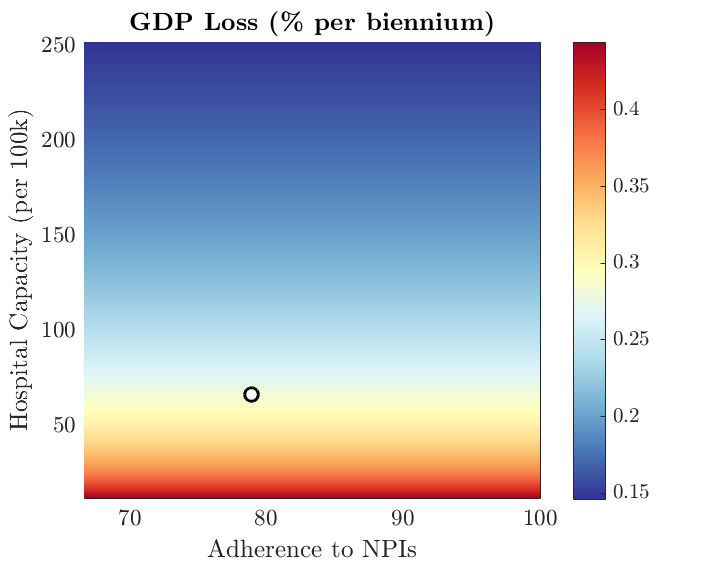 GDP Loss (% per biennium)
Hospital Capacity (per 100k)
250
200
150
100
50
70 80 90 100
Adherence to NPIs
0.4
0.35
0.3
0.25
0.2
0.15